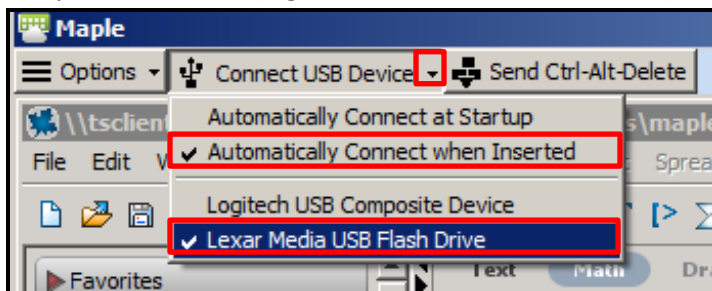 Maple
Options Connect USB Device Send Ctrl-Alt-Delete
\\tsclient s\maple
Automatically Connect at Startup
File Edit Automatically Connect when Inserted Sprea
Logitech USB Composite Device
Lexar Media USB Flash Drive
Favorites Text Math Dra